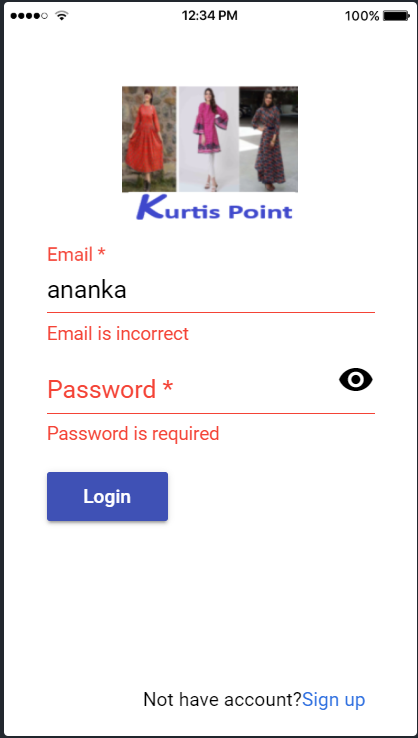 12:34 PM 100%
Kurtis Point
Email *
ananka
Email is incorrect
Password *
Password is required
Login
Not have account?Sign up